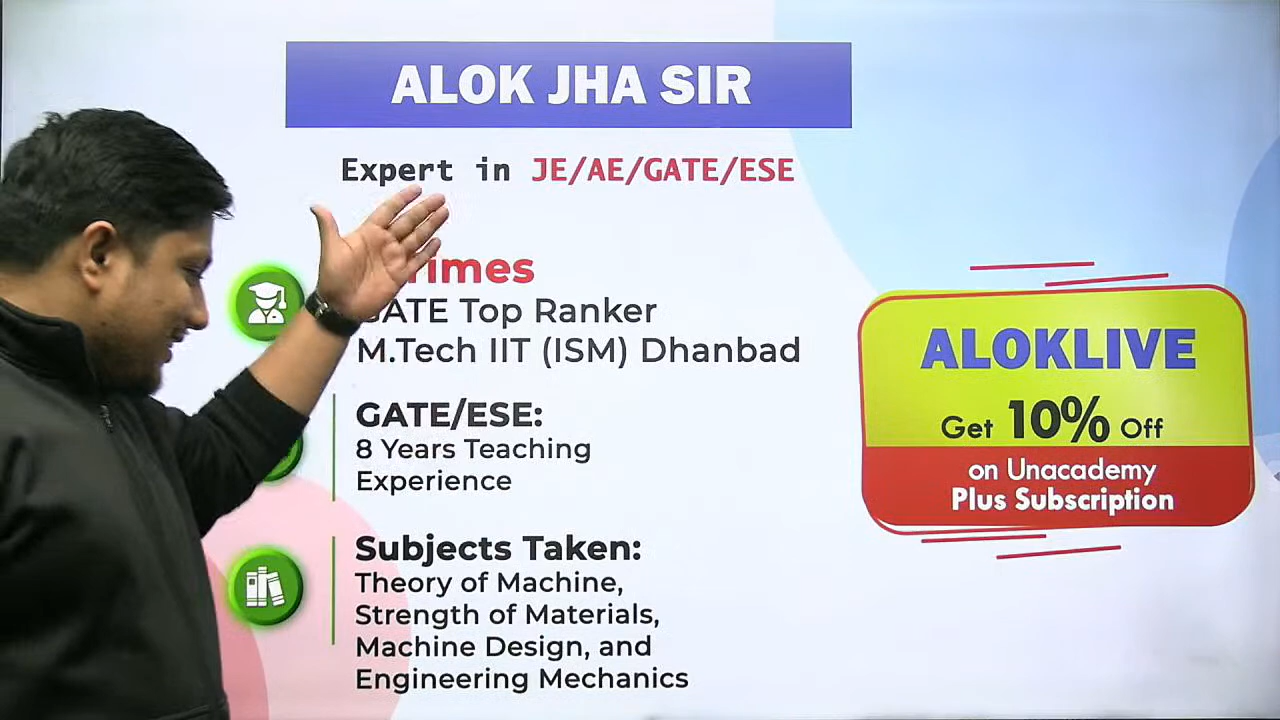 ALOK JHA SIR
Expert in JE/AE/GATE/ESE
GATE Top Ranker
M.Tech IIT (ISM) Dhanbad
GATE/ESE:
8 Years Teaching
Experience
Subjects Taken:
Theory of Machine,
Strength of Materials,
Machine Design, and
Engineering Mechanics
ALOKLIVE
Get 10% Off
on Unacademy
Plus Subscription